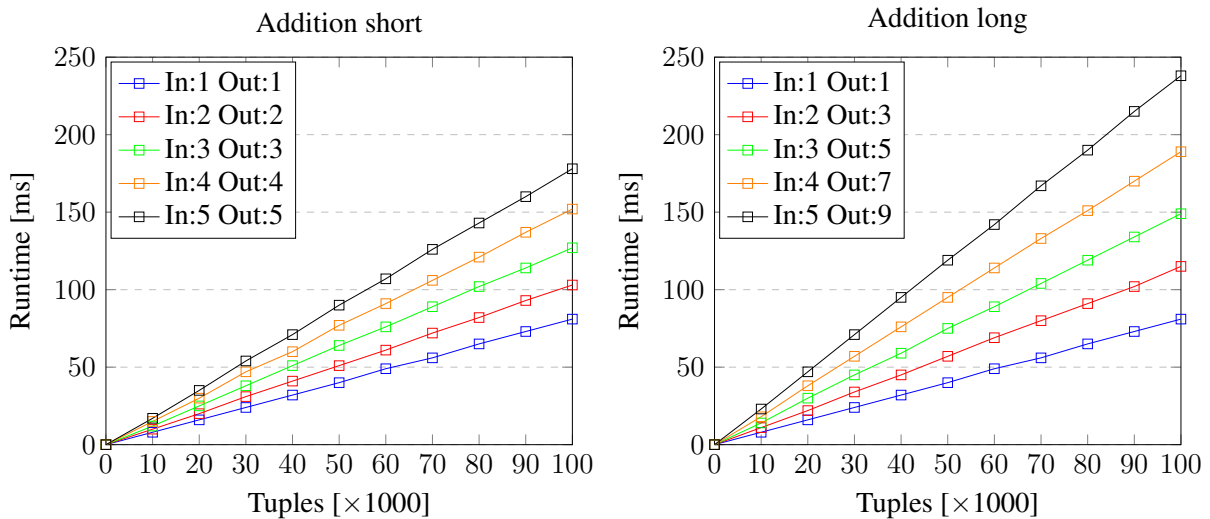 Addition short
250
200
150
100
50
0
Runtime [ms]
In:1 Out:1
In:2 Out:2
In:3 Out:3
In:4 Out:4
In:5 Out:5
0 10 20 30 40 50 60 70 80 90 100
Tuples [×1000]
Addition long
250
200
150
100
50
0
Runtime [ms]
In:1 Out:1
In:2 Out:3
In:3 Out:5
In:4 Out:7
In:5 Out:9
0 10 20 30 40 50 60 70 80 90 100
Tuples [×1000]